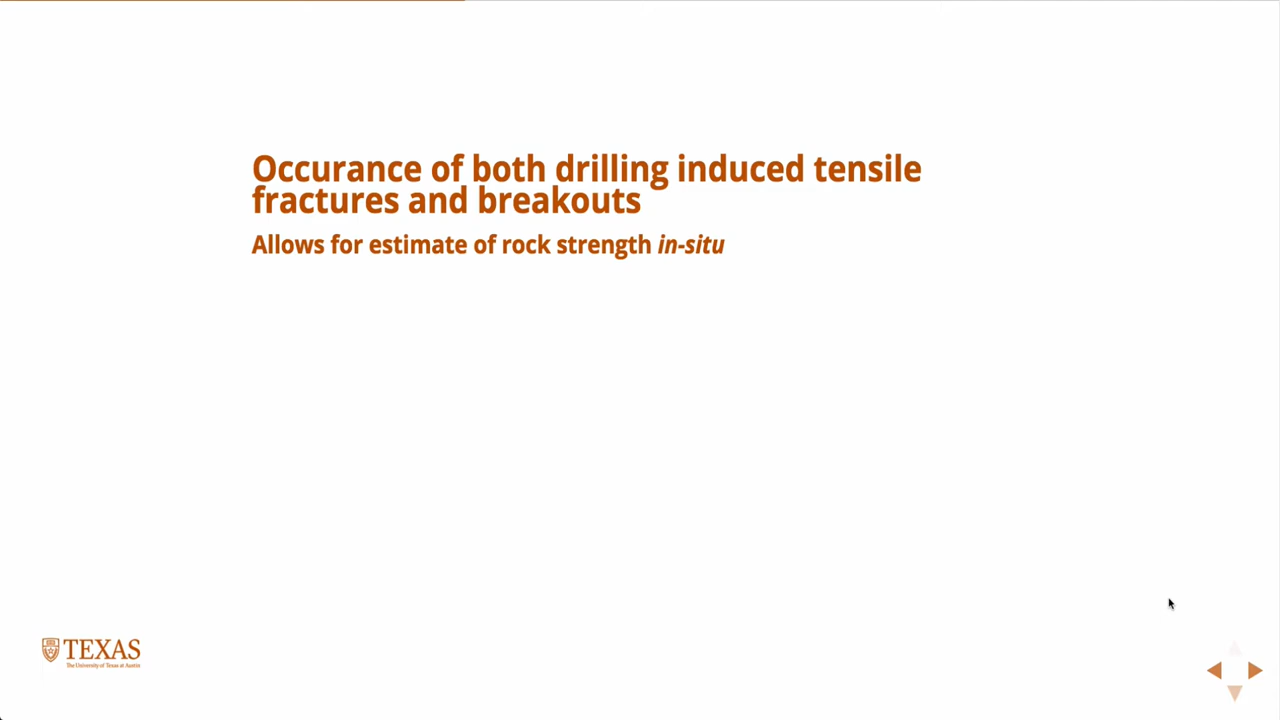 Occurance of both drilling induced tensile
fractures and breakouts
Allows for estimate of rock strength in-situ
TEXAS
The University of Texas at Austin